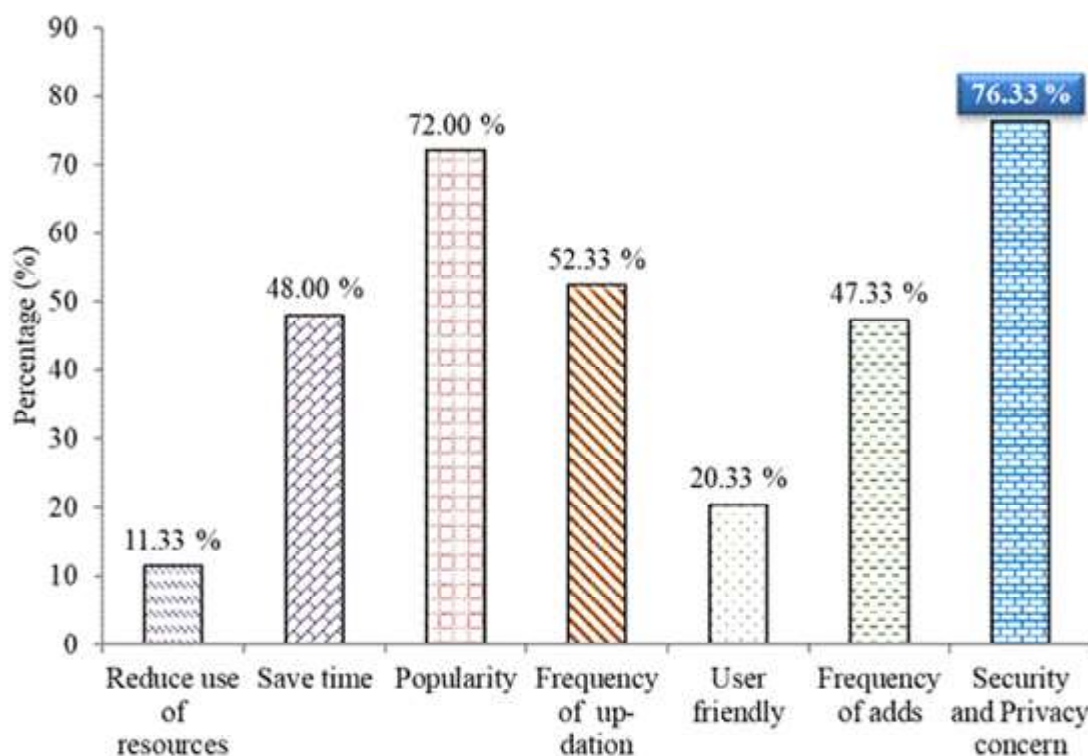 90
80
70
60
50
40
30
20
10
0
Percentage (%)
11.33 %
48.00 %
72.00 %
52.33 %
20.33 %
47.33 %
76.33 %
Reduce use
of
resources
Save time
Popularity
Frequency
of up-
dation
User
friendly
Frequency
of adds
Security
and Privacy
concern